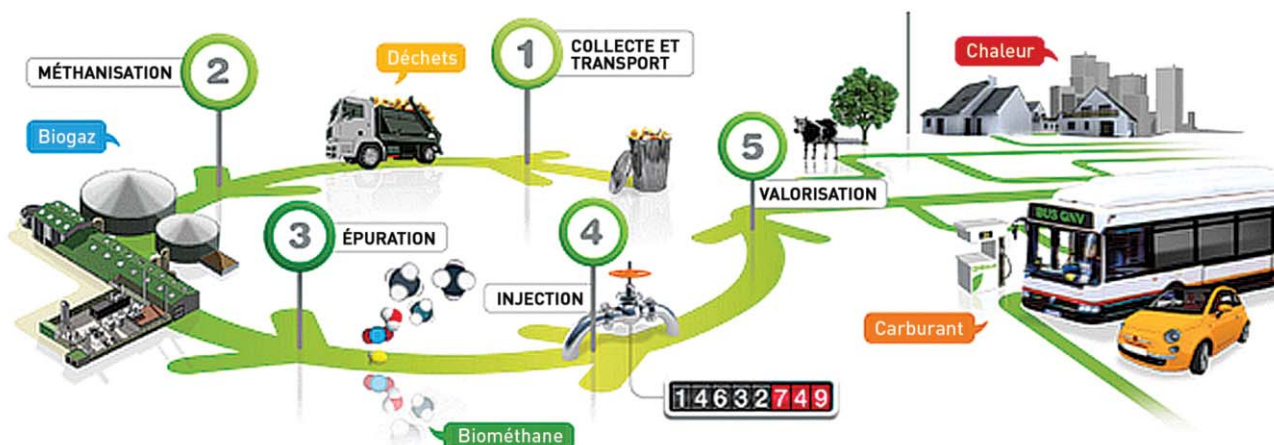 1
COLLECTE ET
TRANSPORT
Déchets
2
MÉTHANISATION
Biogaz
3
ÉPURATION
Biométhane
4
INJECTION
14632749
5
VALORISATION
Chaleur
BUS GNV
Carburant